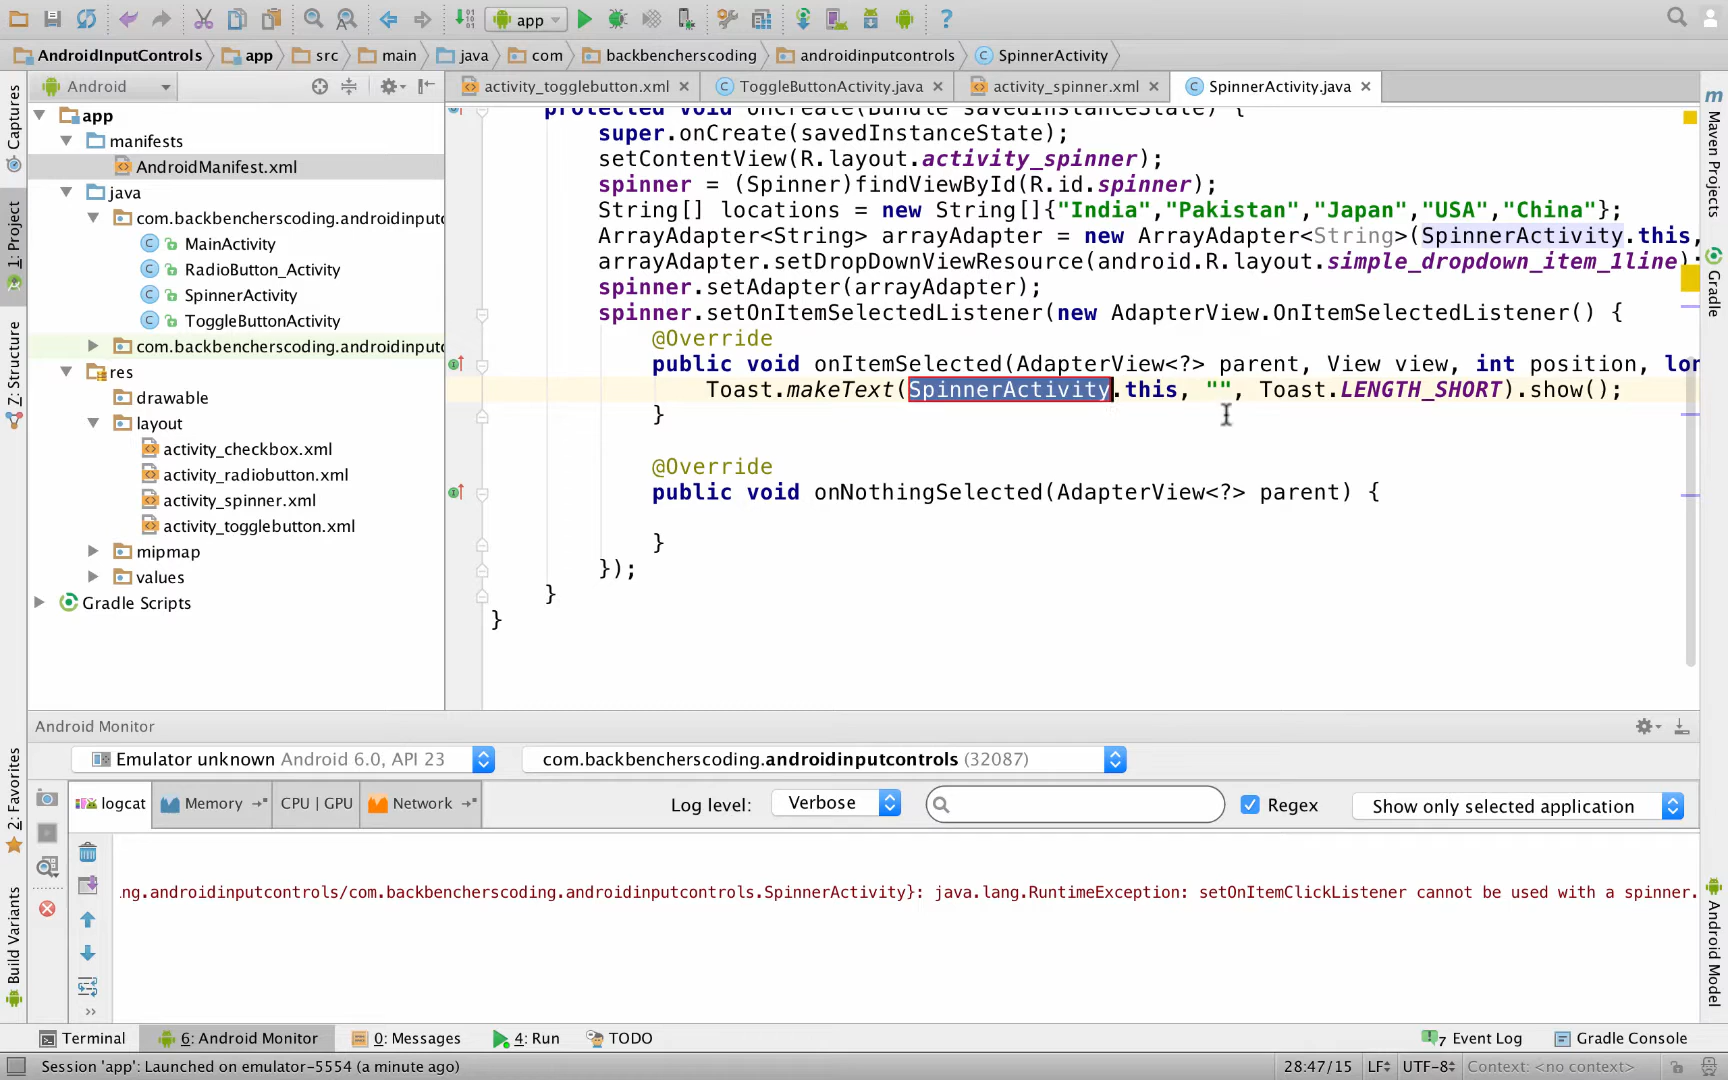 app
AndroidInputControls
app
src
main
java
com
backbencherscoding
androidinputcontrols
SpinnerActivity
Android
activity_togglebutton.xml
ToggleButtonActivity.java
activity_spinner.xml
SpinnerActivity.java
app
manifests
AndroidManifest.xml
java
com.backbencherscoding.androidinputc
MainActivity
RadioButton_Activity
SpinnerActivity
ToggleButtonActivity
com.backbencherscoding.androidinputc
res
drawable
layout
activity_checkbox.xml
activity_radiobutton.xml
activity_spinner.xml
activity_togglebutton.xml
mipmap
values
Gradle Scripts
protected void onCreate(Bundle savedInstanceState) {
super.onCreate(savedInstanceState);
setContentView(R.layout.activity_spinner);
spinner = (Spinner)findViewById(R.id.spinner);
String[] locations = new String[]{"India","Pakistan","Japan","USA","China"};
ArrayAdapter<String> arrayAdapter = new ArrayAdapter<String>(SpinnerActivity.this,
arrayAdapter.setDropDownViewResource(android.R.layout.simple_dropdown_item_1line);
spinner.setAdapter(arrayAdapter);
spinner.setOnItemSelectedListener(new AdapterView.OnItemSelectedListener() {
@Override
public void onItemSelected(AdapterView<?> parent, View view, int position, lon
Toast.makeText(SpinnerActivity.this, "", Toast.LENGTH_SHORT).show();
}
@Override
public void onNothingSelected(AdapterView<?> parent) {
}
});
}
}
Captures
1: Project
Z: Structure
2: Favorites
Build Variants
m
Maven Projects
Gradle
Android Model
Android Monitor
Emulator unknown Android 6.0, API 23
com.backbencherscoding.androidinputcontrols (32087)
logcat
Memory
CPU | GPU
Network
Log level:
Verbose
Regex
Show only selected application
ng.androidinputcontrols/com.backbencherscoding.androidinputcontrols.SpinnerActivity}: java.lang.RuntimeException: setOnItemClickListener cannot be used with a spinner.
Terminal
6: Android Monitor
0: Messages
4: Run
TODO
7 Event Log
Gradle Console
Session 'app': Launched on emulator-5554 (a minute ago)
28:47/15
LF
UTF-8
Context: <no context>